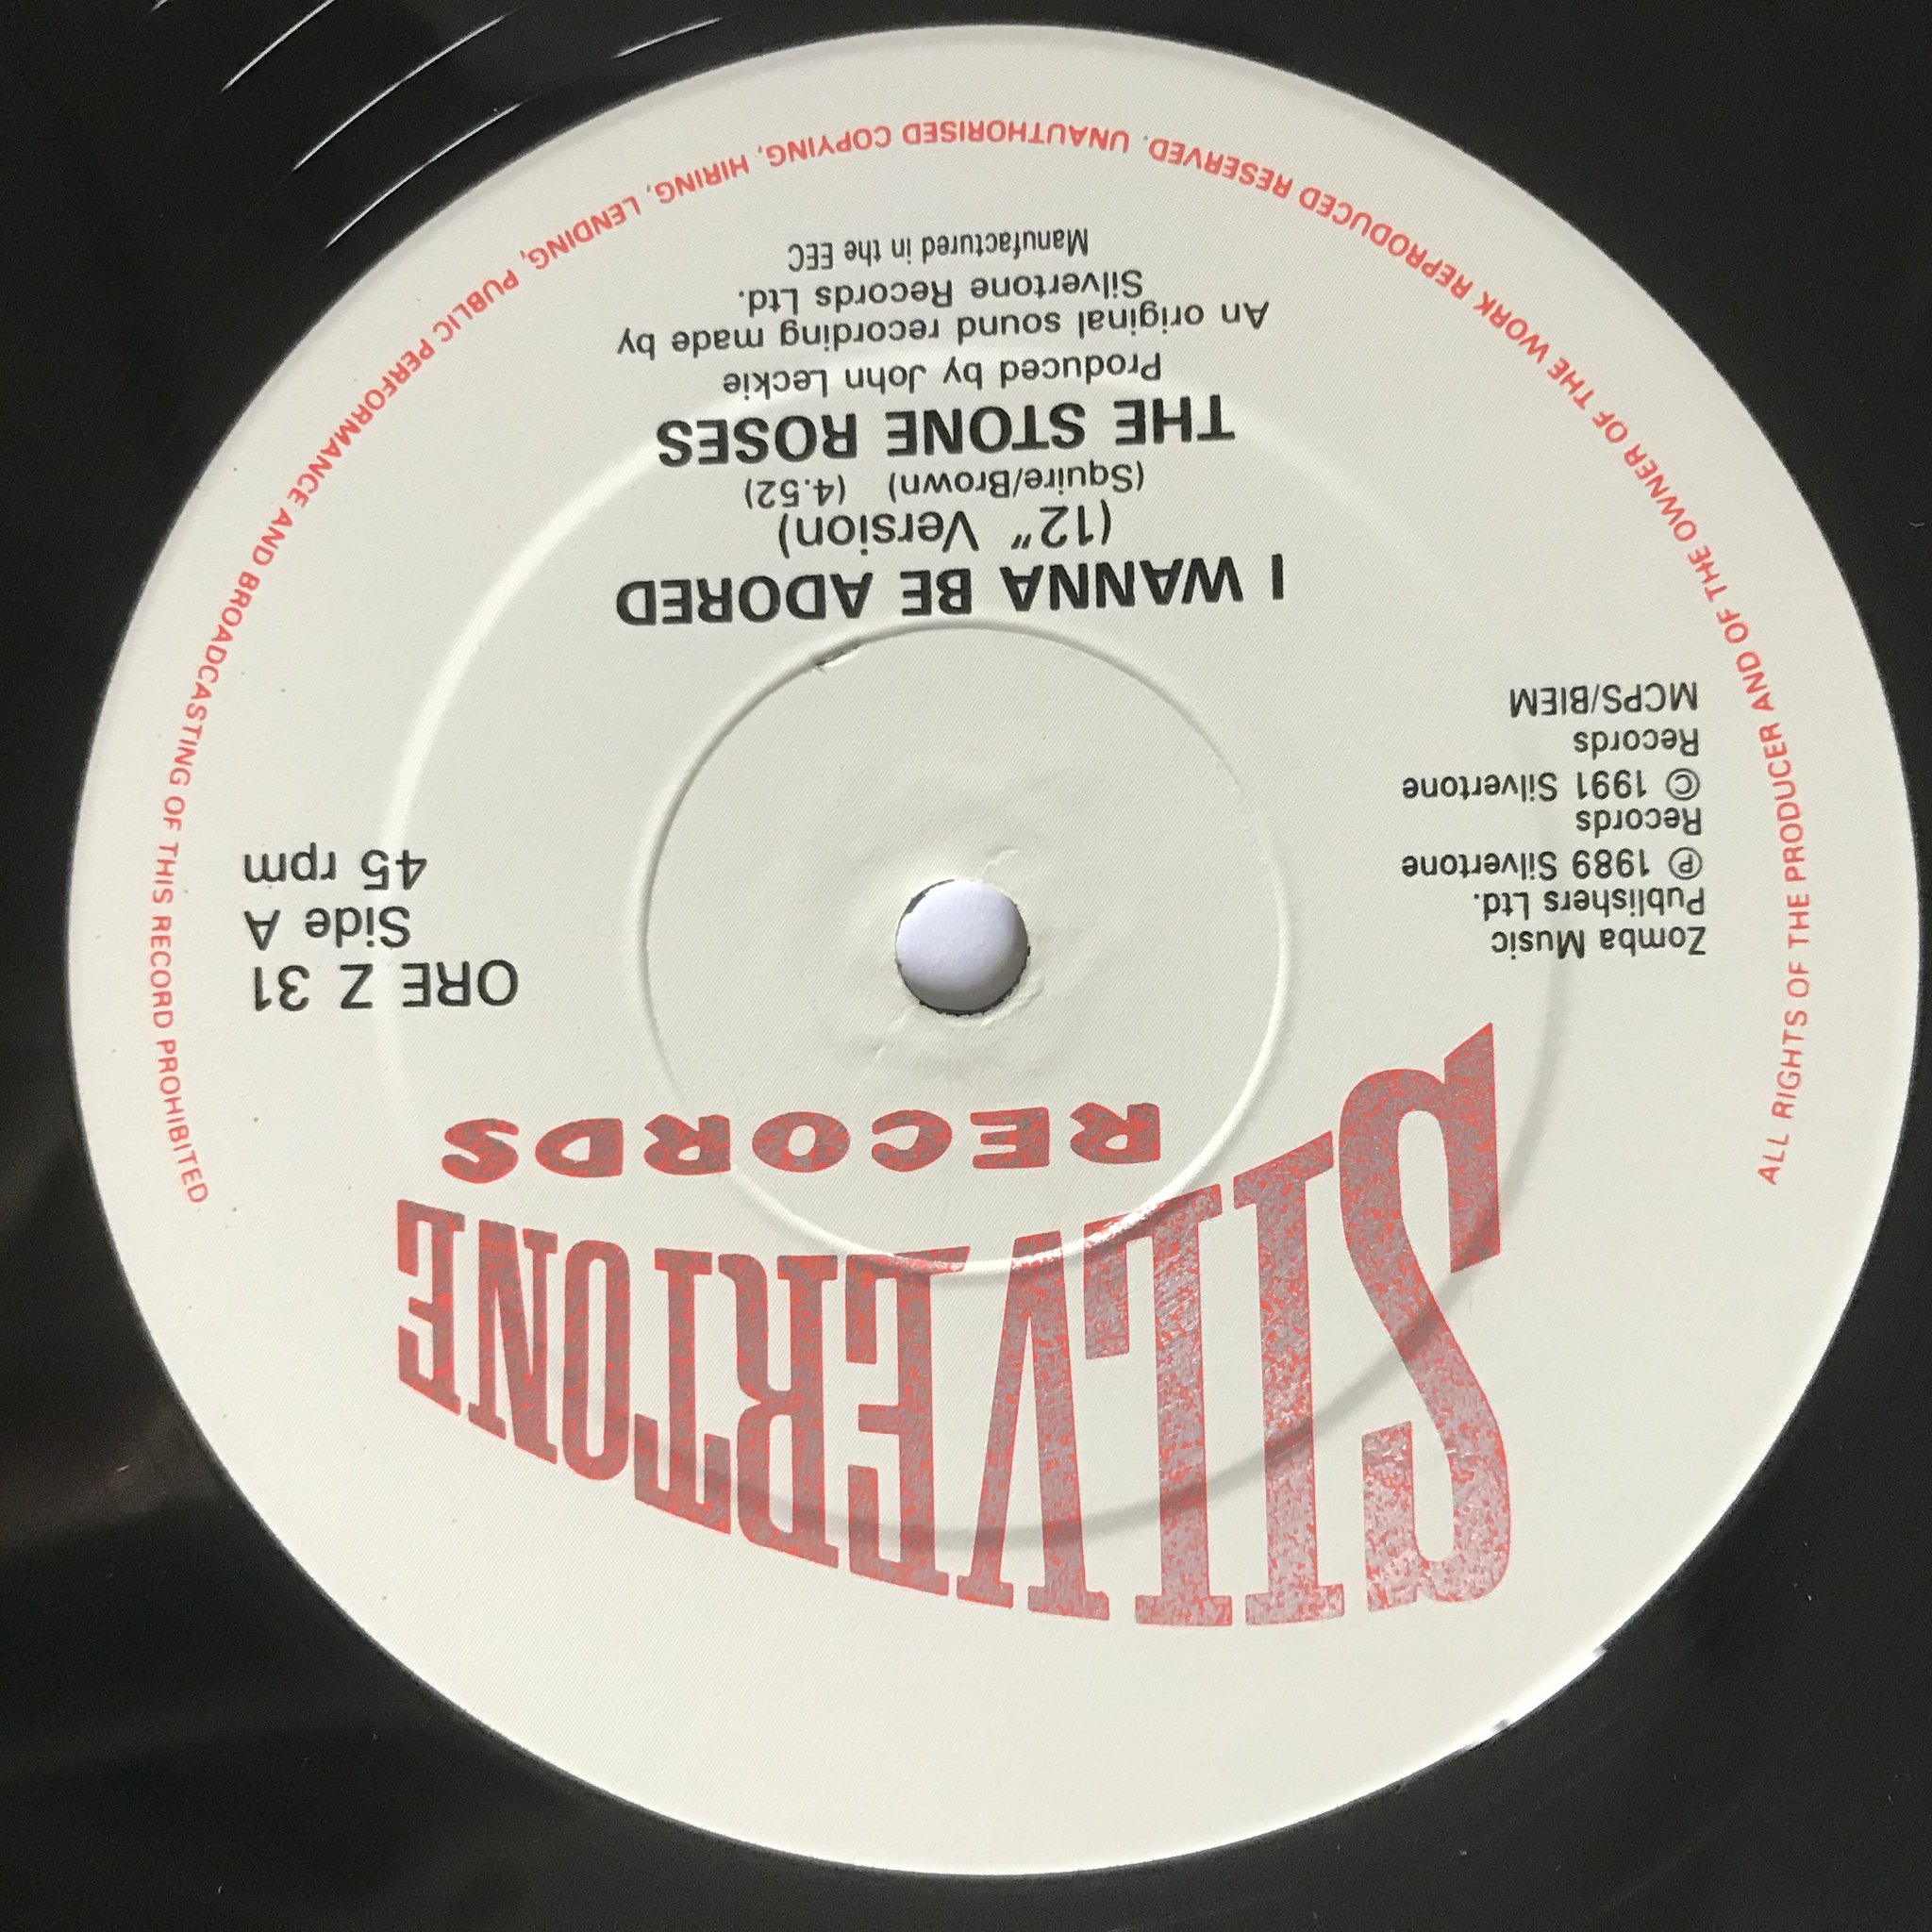 SILVERTONE
RECORDS
Zomba Music
Publishers Ltd.
℗ 1989 Silvertone
Records
© 1991 Silvertone
Records
MCPS/BIEM
ORE Z 31
Side A
45 rpm
I WANNA BE ADORED
(12" Version)
(Squire/Brown) (4.52)
THE STONE ROSES
Produced by John Leckie
An original sound recording made by
Silvertone Records Ltd.
Manufactured in the EEC
ALL RIGHTS OF THE PRODUCER AND OF THE OWNER OF THE WORK REPRODUCED RESERVED. UNAUTHORISED COPYING, HIRING, LENDING, PUBLIC PERFORMANCE AND BROADCASTING OF THIS RECORD PROHIBITED